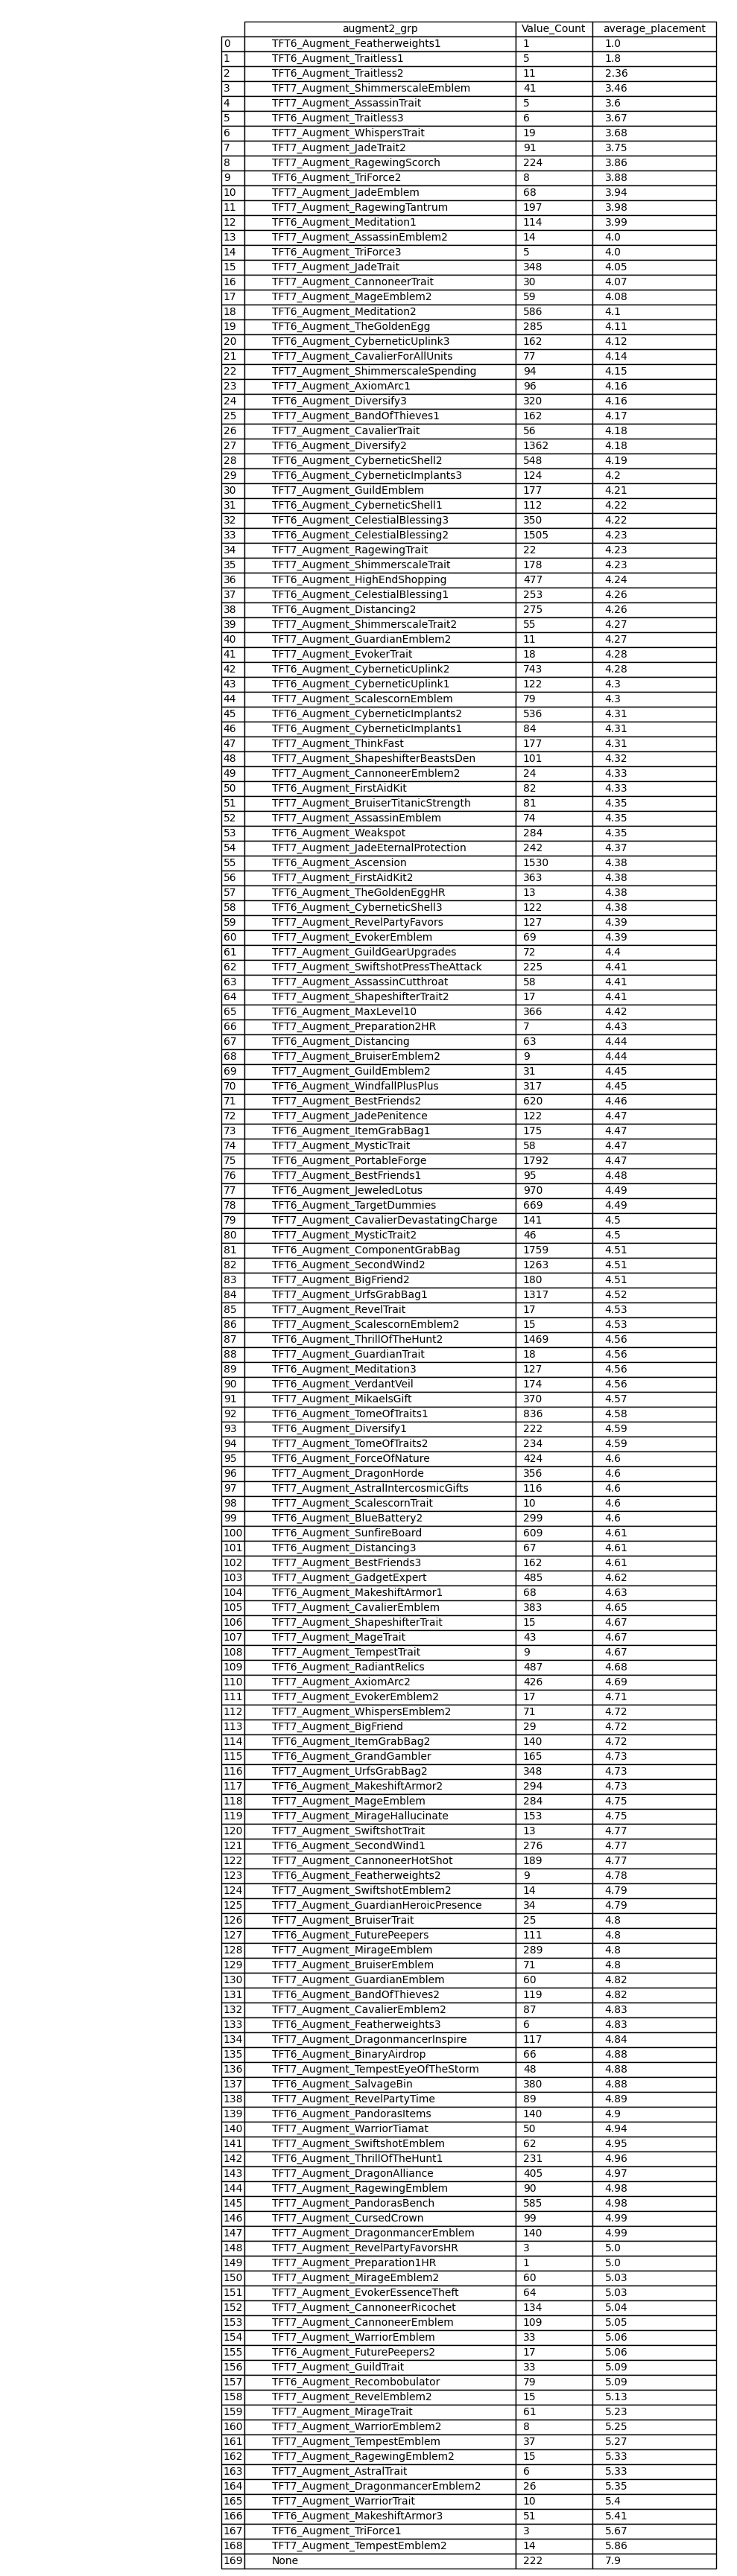 augment2_grp Value_Count average_placement
0 TFT6_Augment_Featherweights1 1 1.0
1 TFT6_Augment_Traitless1 5 1.8
2 TFT6_Augment_Traitless2 11 2.36
3 TFT7_Augment_ShimmerscaleEmblem 41 3.46
4 TFT7_Augment_AssassinTrait 5 3.6
5 TFT6_Augment_Traitless3 6 3.67
6 TFT7_Augment_WhispersTrait 19 3.68
7 TFT7_Augment_JadeTrait2 91 3.75
8 TFT7_Augment_RagewingScorch 224 3.86
9 TFT6_Augment_TriForce2 8 3.88
10 TFT7_Augment_JadeEmblem 68 3.94
11 TFT7_Augment_RagewingTantrum 197 3.98
12 TFT6_Augment_Meditation1 114 3.99
13 TFT7_Augment_AssassinEmblem2 14 4.0
14 TFT6_Augment_TriForce3 5 4.0
15 TFT7_Augment_JadeTrait 348 4.05
16 TFT7_Augment_CannoneerTrait 30 4.07
17 TFT7_Augment_MageEmblem2 59 4.08
18 TFT6_Augment_Meditation2 586 4.1
19 TFT6_Augment_TheGoldenEgg 285 4.11
20 TFT6_Augment_CyberneticUplink3 162 4.12
21 TFT7_Augment_CavalierForAllUnits 77 4.14
22 TFT7_Augment_ShimmerscaleSpending 94 4.15
23 TFT7_Augment_AxiomArc1 96 4.16
24 TFT6_Augment_Diversify3 320 4.16
25 TFT7_Augment_BandOfThieves1 162 4.17
26 TFT7_Augment_CavalierTrait 56 4.18
27 TFT6_Augment_Diversify2 1362 4.18
28 TFT6_Augment_CyberneticShell2 548 4.19
29 TFT6_Augment_CyberneticImplants3 124 4.2
30 TFT7_Augment_GuildEmblem 177 4.21
31 TFT6_Augment_CyberneticShell1 112 4.22
32 TFT6_Augment_CelestialBlessing3 350 4.22
33 TFT6_Augment_CelestialBlessing2 1505 4.23
34 TFT7_Augment_RagewingTrait 22 4.23
35 TFT7_Augment_ShimmerscaleTrait 178 4.23
36 TFT6_Augment_HighEndShopping 477 4.24
37 TFT6_Augment_CelestialBlessing1 253 4.26
38 TFT6_Augment_Distancing2 275 4.26
39 TFT7_Augment_ShimmerscaleTrait2 55 4.27
40 TFT7_Augment_GuardianEmblem2 11 4.27
41 TFT7_Augment_EvokerTrait 18 4.28
42 TFT6_Augment_CyberneticUplink2 743 4.28
43 TFT6_Augment_CyberneticUplink1 122 4.3
44 TFT7_Augment_ScalescornEmblem 79 4.3
45 TFT6_Augment_CyberneticImplants2 536 4.31
46 TFT6_Augment_CyberneticImplants1 84 4.31
47 TFT7_Augment_ThinkFast 177 4.31
48 TFT7_Augment_ShapeshifterBeastsDen 101 4.32
49 TFT7_Augment_CannoneerEmblem2 24 4.33
50 TFT6_Augment_FirstAidKit 82 4.33
51 TFT7_Augment_BruiserTitanicStrength 81 4.35
52 TFT7_Augment_AssassinEmblem 74 4.35
53 TFT6_Augment_Weakspot 284 4.35
54 TFT7_Augment_JadeEternalProtection 242 4.37
55 TFT6_Augment_Ascension 1530 4.38
56 TFT7_Augment_FirstAidKit2 363 4.38
57 TFT6_Augment_TheGoldenEggHR 13 4.38
58 TFT6_Augment_CyberneticShell3 122 4.38
59 TFT7_Augment_RevelPartyFavors 127 4.39
60 TFT7_Augment_EvokerEmblem 69 4.39
61 TFT7_Augment_GuildGearUpgrades 72 4.4
62 TFT7_Augment_SwiftshotPressTheAttack 225 4.41
63 TFT7_Augment_AssassinCutthroat 58 4.41
64 TFT7_Augment_ShapeshifterTrait2 17 4.41
65 TFT6_Augment_MaxLevel10 366 4.42
66 TFT7_Augment_Preparation2HR 7 4.43
67 TFT6_Augment_Distancing 63 4.44
68 TFT7_Augment_BruiserEmblem2 9 4.44
69 TFT7_Augment_GuildEmblem2 31 4.45
70 TFT6_Augment_WindfallPlusPlus 317 4.45
71 TFT7_Augment_BestFriends2 620 4.46
72 TFT7_Augment_JadePenitence 122 4.47
73 TFT6_Augment_ItemGrabBag1 175 4.47
74 TFT7_Augment_MysticTrait 58 4.47
75 TFT6_Augment_PortableForge 1792 4.47
76 TFT7_Augment_BestFriends1 95 4.48
77 TFT6_Augment_JeweledLotus 970 4.49
78 TFT6_Augment_TargetDummies 669 4.49
79 TFT7_Augment_CavalierDevastatingCharge 141 4.5
80 TFT7_Augment_MysticTrait2 46 4.5
81 TFT6_Augment_ComponentGrabBag 1759 4.51
82 TFT6_Augment_SecondWind2 1263 4.51
83 TFT7_Augment_BigFriend2 180 4.51
84 TFT7_Augment_UrfsGrabBag1 1317 4.52
85 TFT7_Augment_RevelTrait 17 4.53
86 TFT7_Augment_ScalescornEmblem2 15 4.53
87 TFT6_Augment_ThrillOfTheHunt2 1469 4.56
88 TFT7_Augment_GuardianTrait 18 4.56
89 TFT6_Augment_Meditation3 127 4.56
90 TFT6_Augment_VerdantVeil 174 4.56
91 TFT7_Augment_MikaelsGift 370 4.57
92 TFT6_Augment_TomeOfTraits1 836 4.58
93 TFT6_Augment_Diversify1 222 4.59
94 TFT7_Augment_TomeOfTraits2 234 4.59
95 TFT6_Augment_ForceOfNature 424 4.6
96 TFT7_Augment_DragonHorde 356 4.6
97 TFT7_Augment_AstralIntercosmicGifts 116 4.6
98 TFT7_Augment_ScalescornTrait 10 4.6
99 TFT6_Augment_BlueBattery2 299 4.6
100 TFT6_Augment_SunfireBoard 609 4.61
101 TFT6_Augment_Distancing3 67 4.61
102 TFT7_Augment_BestFriends3 162 4.61
103 TFT7_Augment_GadgetExpert 485 4.62
104 TFT6_Augment_MakeshiftArmor1 68 4.63
105 TFT7_Augment_CavalierEmblem 383 4.65
106 TFT7_Augment_ShapeshifterTrait 15 4.67
107 TFT7_Augment_MageTrait 43 4.67
108 TFT7_Augment_TempestTrait 9 4.67
109 TFT6_Augment_RadiantRelics 487 4.68
110 TFT7_Augment_AxiomArc2 426 4.69
111 TFT7_Augment_EvokerEmblem2 17 4.71
112 TFT7_Augment_WhispersEmblem2 71 4.72
113 TFT7_Augment_BigFriend 29 4.72
114 TFT6_Augment_ItemGrabBag2 140 4.72
115 TFT6_Augment_GrandGambler 165 4.73
116 TFT7_Augment_UrfsGrabBag2 348 4.73
117 TFT6_Augment_MakeshiftArmor2 294 4.73
118 TFT7_Augment_MageEmblem 284 4.75
119 TFT7_Augment_MirageHallucinate 153 4.75
120 TFT7_Augment_SwiftshotTrait 13 4.77
121 TFT6_Augment_SecondWind1 276 4.77
122 TFT7_Augment_CannoneerHotShot 189 4.77
123 TFT6_Augment_Featherweights2 9 4.78
124 TFT7_Augment_SwiftshotEmblem2 14 4.79
125 TFT7_Augment_GuardianHeroicPresence 34 4.79
126 TFT7_Augment_BruiserTrait 25 4.8
127 TFT6_Augment_FuturePeepers 111 4.8
128 TFT7_Augment_MirageEmblem 289 4.8
129 TFT7_Augment_BruiserEmblem 71 4.8
130 TFT7_Augment_GuardianEmblem 60 4.82
131 TFT6_Augment_BandOfThieves2 119 4.82
132 TFT7_Augment_CavalierEmblem2 87 4.83
133 TFT6_Augment_Featherweights3 6 4.83
134 TFT7_Augment_DragonmancerInspire 117 4.84
135 TFT6_Augment_BinaryAirdrop 66 4.88
136 TFT7_Augment_TempestEyeOfTheStorm 48 4.88
137 TFT6_Augment_SalvageBin 380 4.88
138 TFT7_Augment_RevelPartyTime 89 4.89
139 TFT6_Augment_PandorasItems 140 4.9
140 TFT7_Augment_WarriorTiamat 50 4.94
141 TFT7_Augment_SwiftshotEmblem 62 4.95
142 TFT6_Augment_ThrillOfTheHunt1 231 4.96
143 TFT7_Augment_DragonAlliance 405 4.97
144 TFT7_Augment_RagewingEmblem 90 4.98
145 TFT7_Augment_PandorasBench 585 4.98
146 TFT7_Augment_CursedCrown 99 4.99
147 TFT7_Augment_DragonmancerEmblem 140 4.99
148 TFT7_Augment_RevelPartyFavorsHR 3 5.0
149 TFT7_Augment_Preparation1HR 1 5.0
150 TFT7_Augment_MirageEmblem2 60 5.03
151 TFT7_Augment_EvokerEssenceTheft 64 5.03
152 TFT7_Augment_CannoneerRicochet 134 5.04
153 TFT7_Augment_CannoneerEmblem 109 5.05
154 TFT7_Augment_WarriorEmblem 33 5.06
155 TFT6_Augment_FuturePeepers2 17 5.06
156 TFT7_Augment_GuildTrait 33 5.09
157 TFT6_Augment_Recombobulator 79 5.09
158 TFT7_Augment_RevelEmblem2 15 5.13
159 TFT7_Augment_MirageTrait 61 5.23
160 TFT7_Augment_WarriorEmblem2 8 5.25
161 TFT7_Augment_TempestEmblem 37 5.27
162 TFT7_Augment_RagewingEmblem2 15 5.33
163 TFT7_Augment_AstralTrait 6 5.33
164 TFT7_Augment_DragonmancerEmblem2 26 5.35
165 TFT7_Augment_WarriorTrait 10 5.4
166 TFT6_Augment_MakeshiftArmor3 51 5.41
167 TFT6_Augment_TriForce1 3 5.67
168 TFT7_Augment_TempestEmblem2 14 5.86
169 None 222 7.9